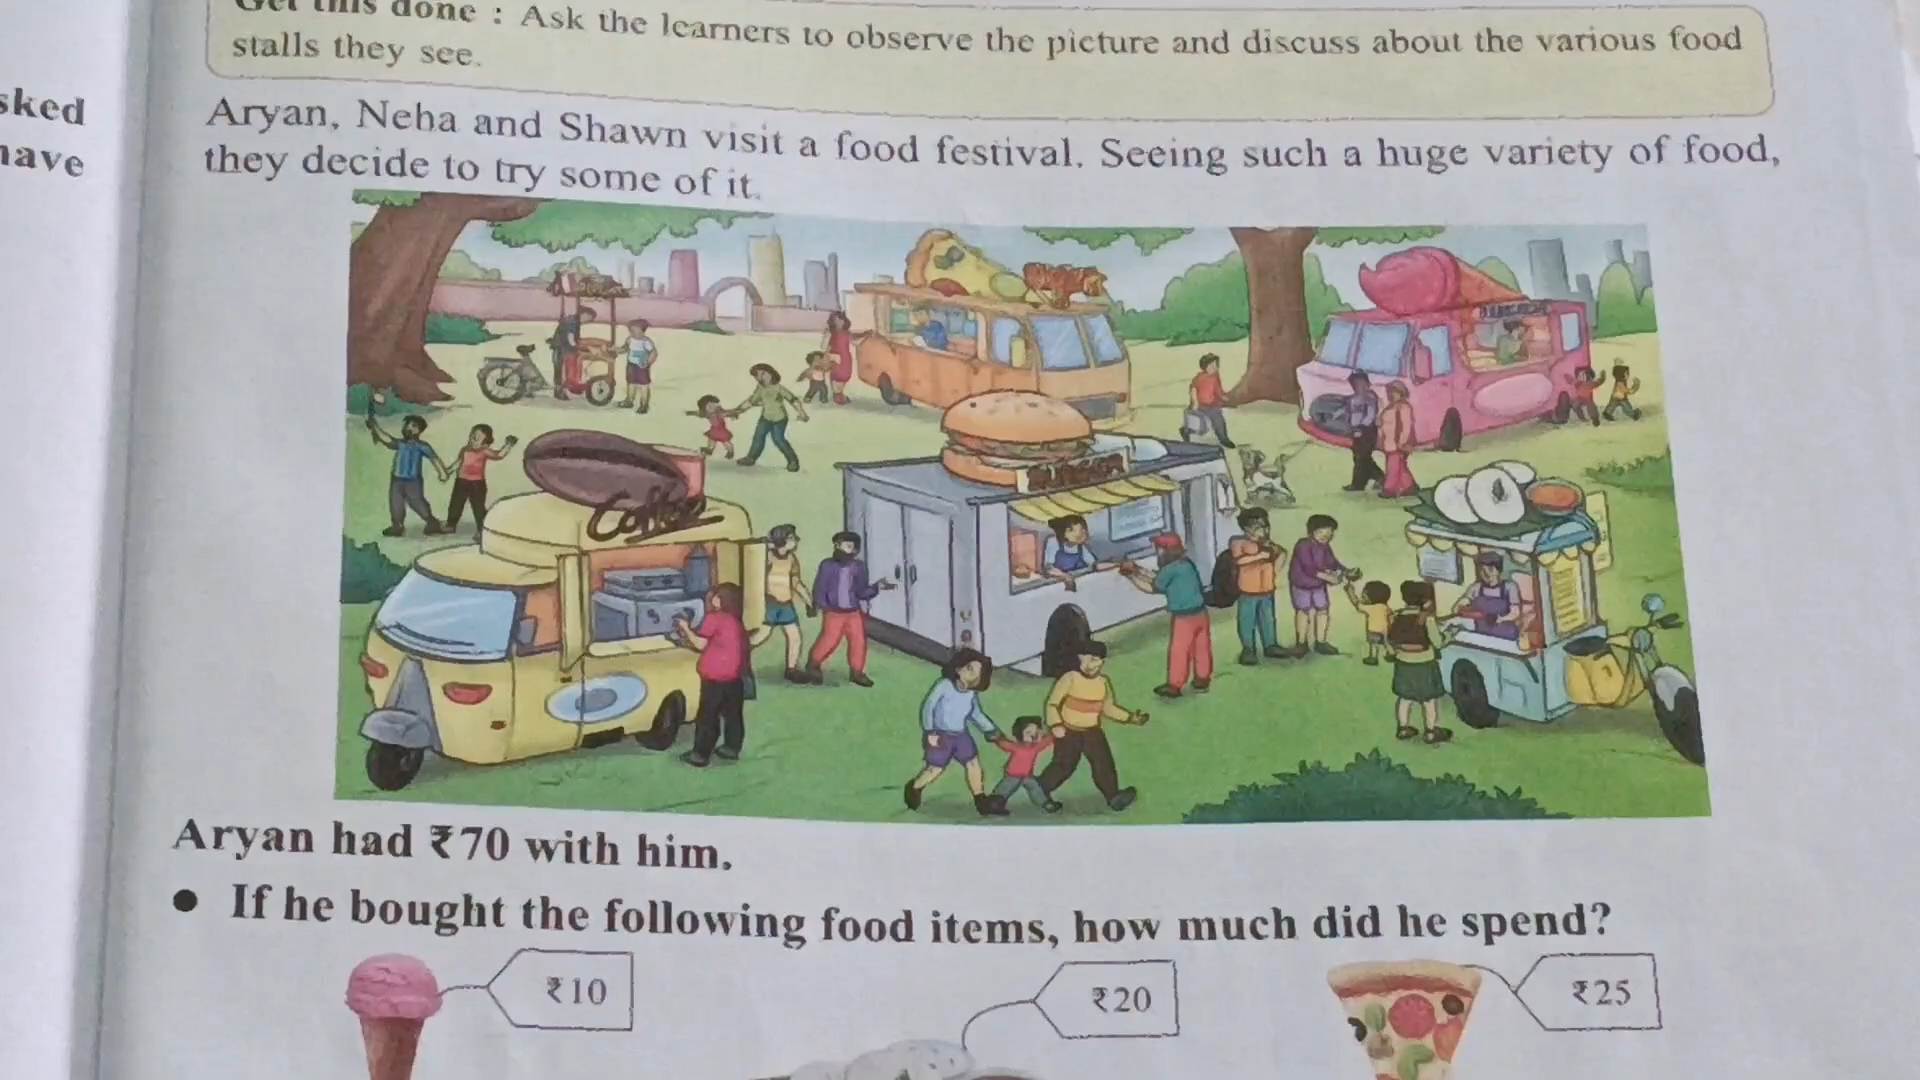 Get this done : Ask the learners to observe the picture and discuss about the various food
stalls they see.
sked
have
Aryan, Neha and Shawn visit a food festival. Seeing such a huge variety of food,
they decide to try some of it.
Coffee
BURGER
Aryan had ₹70 with him.
• If he bought the following food items, how much did he spend?
₹10
₹20
₹25